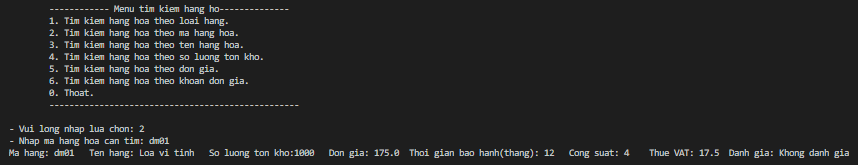 ------------ Menu tim kiem hang ho--------------
1. Tim kiem hang hoa theo loai hang.
2. Tim kiem hang hoa theo ma hang hoa.
3. Tim kiem hang hoa theo ten hang hoa.
4. Tim kiem hang hoa theo so luong ton kho.
5. Tim kiem hang hoa theo don gia.
6. Tim kiem hang hoa theo khoan don gia.
0. Thoat.
--------------------------------------------------
- Vui long nhap lua chon: 2
- Nhap ma hang hoa can tim: dm01
Ma hang: dm01 Ten hang: Loa vi tinh So luong ton kho:1000 Don gia: 175.0 Thoi gian bao hanh(thang): 12 Cong suat: 4 Thue VAT: 17.5 Danh gia: Khong danh gia